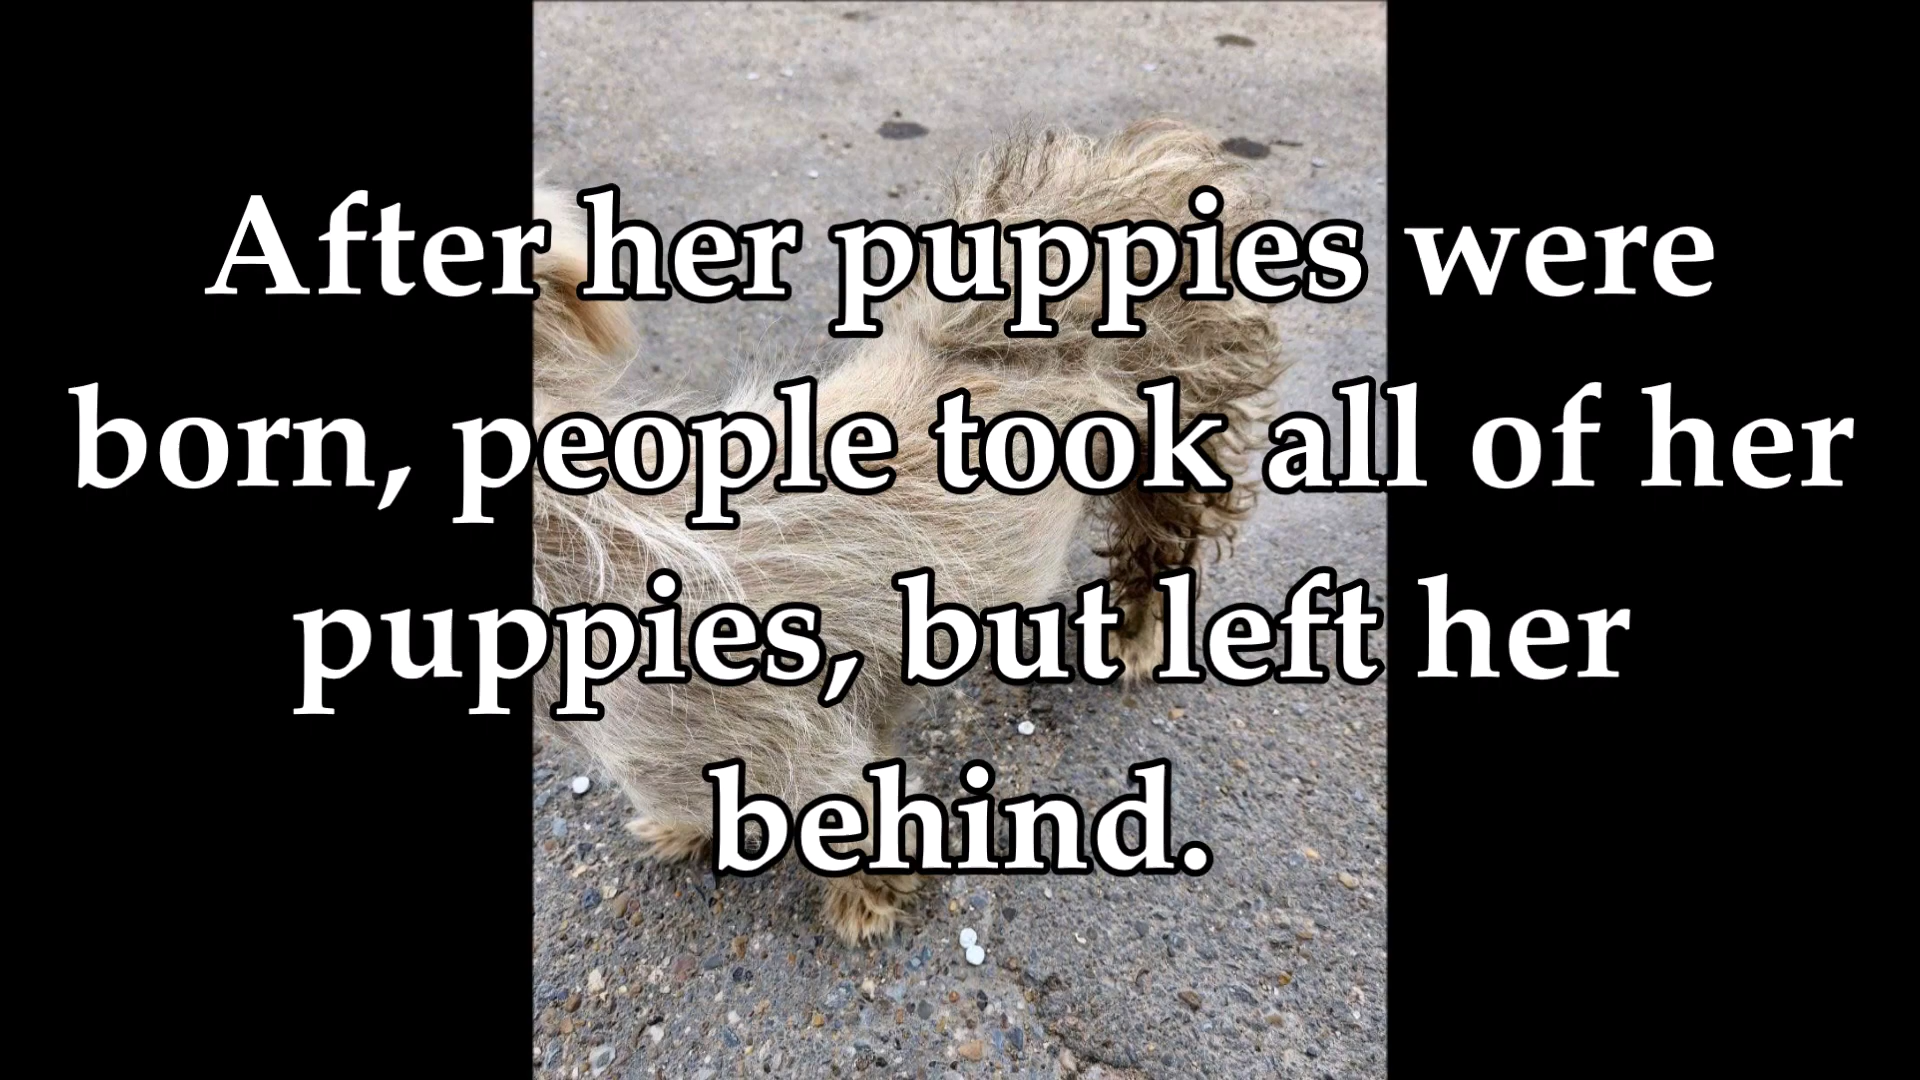 After her puppies were
born, people took all of her
puppies, but left her
behind.